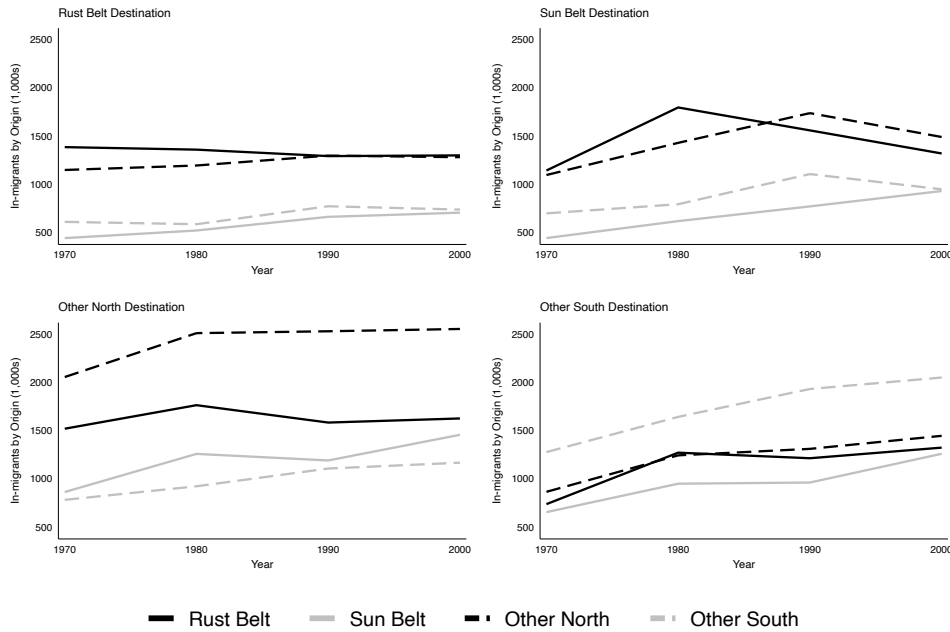 Rust Belt Destination
2500
2000
1500
1000
500
In-migrants by Origin (1,000s)
1970 1980 1990 2000
Year
Sun Belt Destination
2500
2000
1500
1000
500
In-migrants by Origin (1,000s)
1970 1980 1990 2000
Year
Other North Destination
2500
2000
1500
1000
500
In-migrants by Origin (1,000s)
1970 1980 1990 2000
Year
Other South Destination
2500
2000
1500
1000
500
In-migrants by Origin (1,000s)
1970 1980 1990 2000
Year
Rust Belt Sun Belt Other North Other South